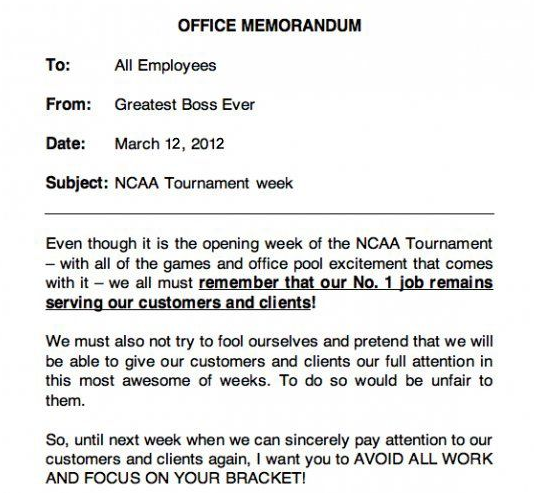 OFFICE MEMORANDUM
To: All Employees
From: Greatest Boss Ever
Date: March 12, 2012
Subject: NCAA Tournament week
Even though it is the opening week of the NCAA Tournament
– with all of the games and office pool excitement that comes
with it – we all must remember that our No. 1 job remains
serving our customers and clients!
We must also not try to fool ourselves and pretend that we will
be able to give our customers and clients our full attention in
this most awesome of weeks. To do so would be unfair to
them.
So, until next week when we can sincerely pay attention to our
customers and clients again, I want you to AVOID ALL WORK
AND FOCUS ON YOUR BRACKET!